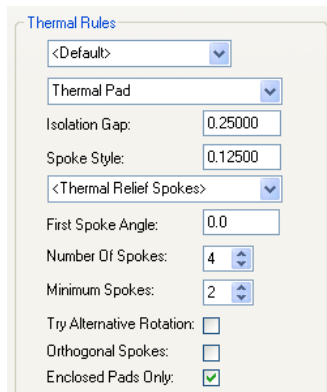 Thermal Rules
<Default>
Thermal Pad
Isolation Gap: 0.25000
Spoke Style: 0.12500
<Thermal Relief Spokes>
First Spoke Angle: 0.0
Number Of Spokes: 4
Minimum Spokes: 2
Try Alternative Rotation:
Orthogonal Spokes:
Enclosed Pads Only: